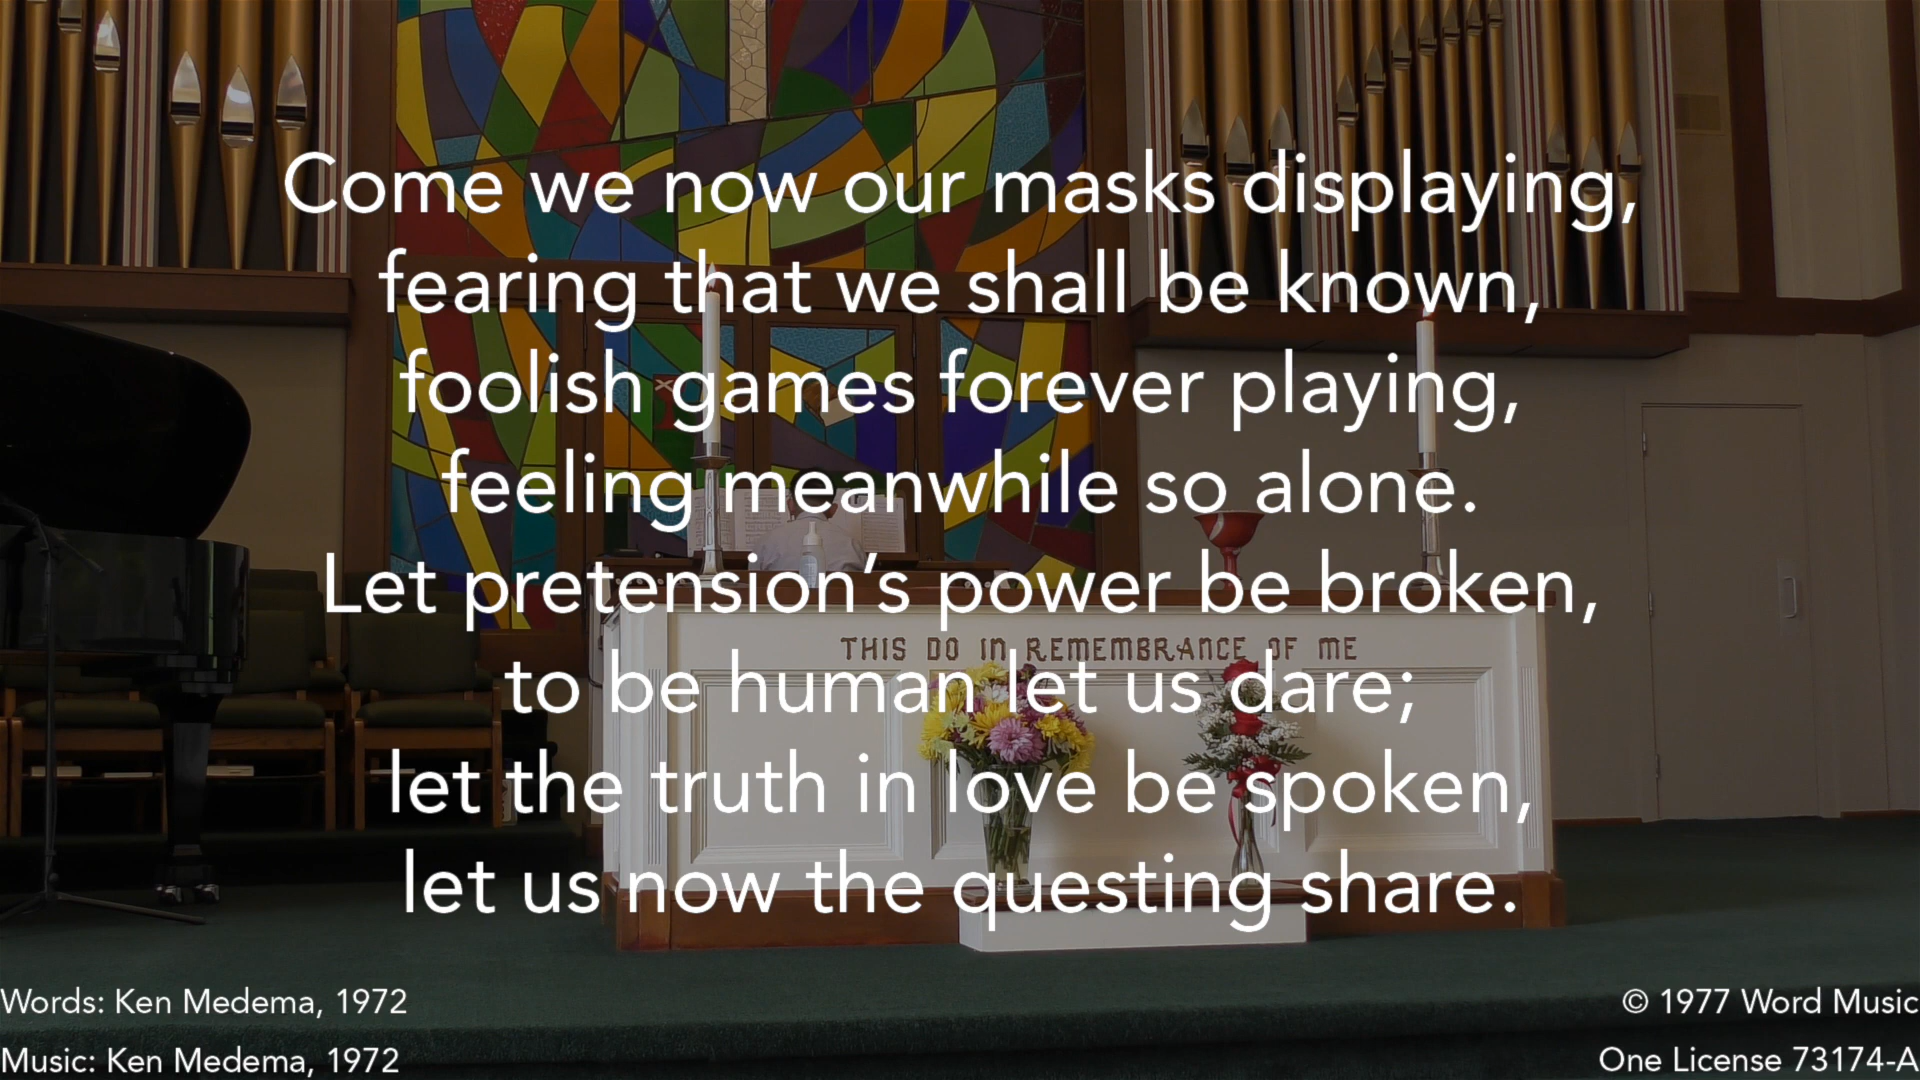 Come we now our masks displaying,
fearing that we shall be known,
foolish games forever playing,
feeling meanwhile so alone.
Let pretension’s power be broken,
THIS DO IN REMEMBRANCE OF ME
to be human let us dare;
let the truth in love be spoken,
let us now the questing share.
Words: Ken Medema, 1972
Music: Ken Medema, 1972
© 1977 Word Music
One License 73174-A